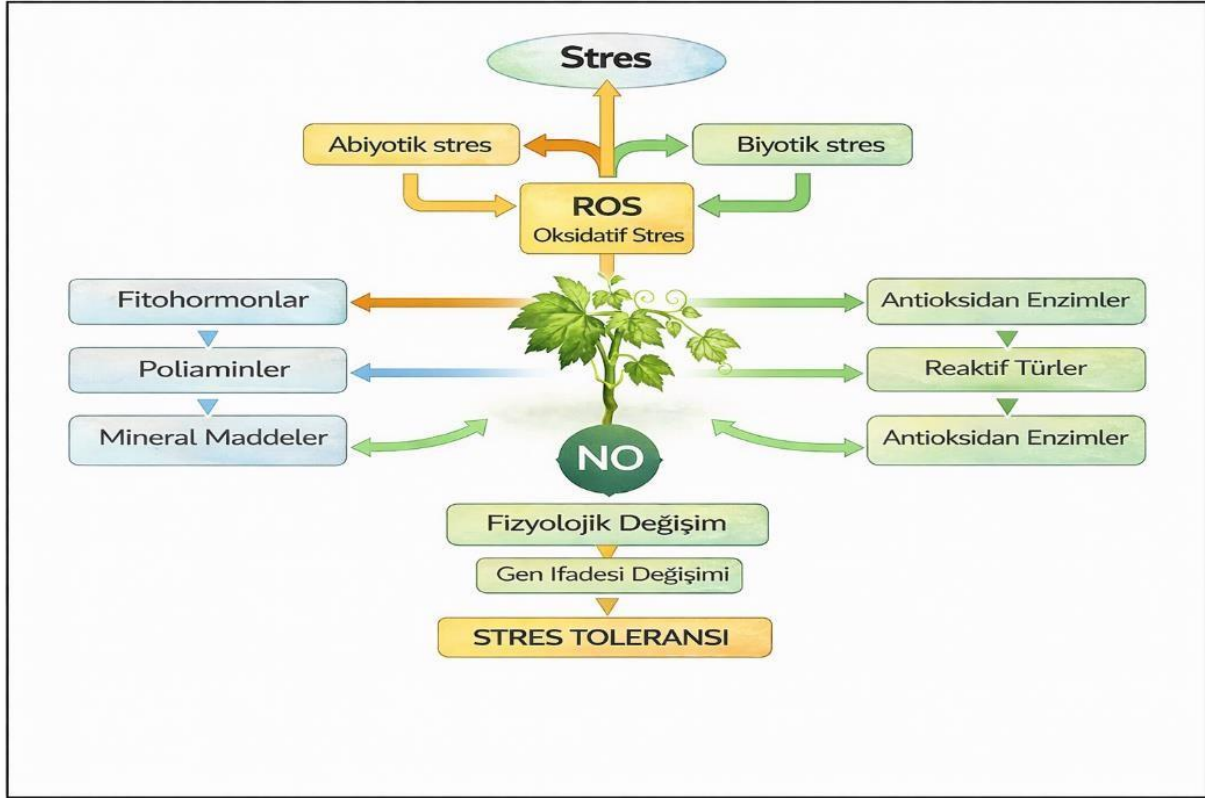 Stres
Abiyotik stres
Biyotik stres
ROS
Oksidatif Stres
Fitohormonlar
Antioksidan Enzimler
Poliaminler
Reaktif Türler
Mineral Maddeler
Antioksidan Enzimler
NO
Fizyolojik Değişim
Gen Ifadesi Değişimi
STRES TOLERANSI